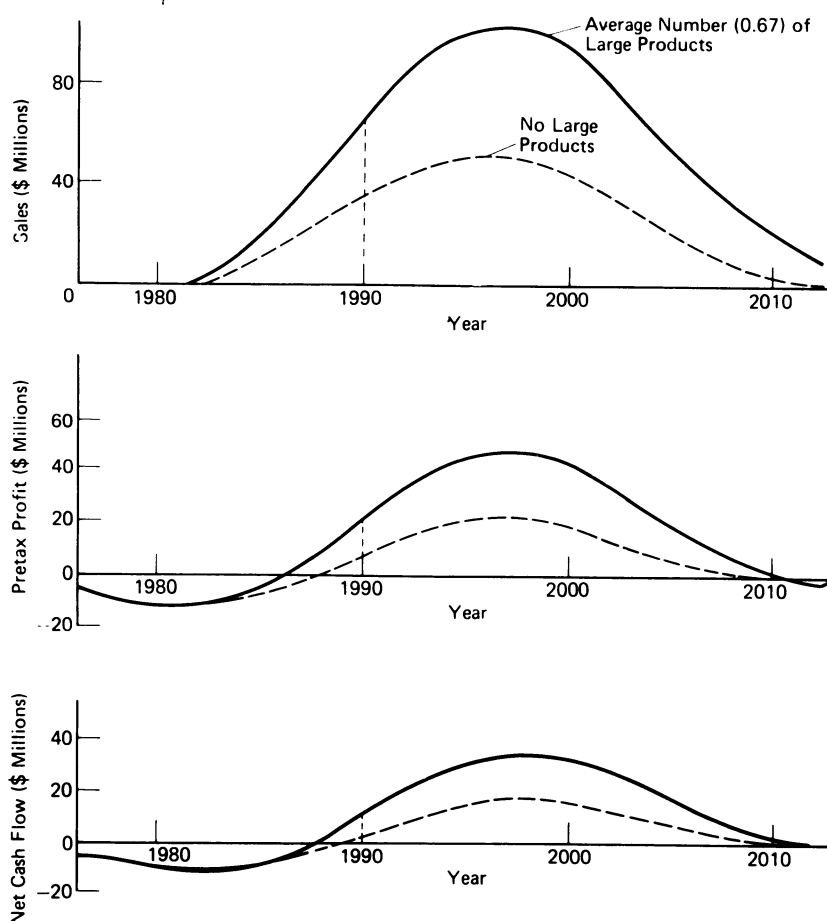 Average Number (0.67) of
Large Products
No Large
Products
Sales ($ Millions)
80
40
0
1980
1990
2000
2010
Year
Pretax Profit ($ Millions)
60
40
20
0
--20
1980
1990
2000
2010
Year
Net Cash Flow ($ Millions)
40
20
0
−20
1980
1990
2000
2010
Year